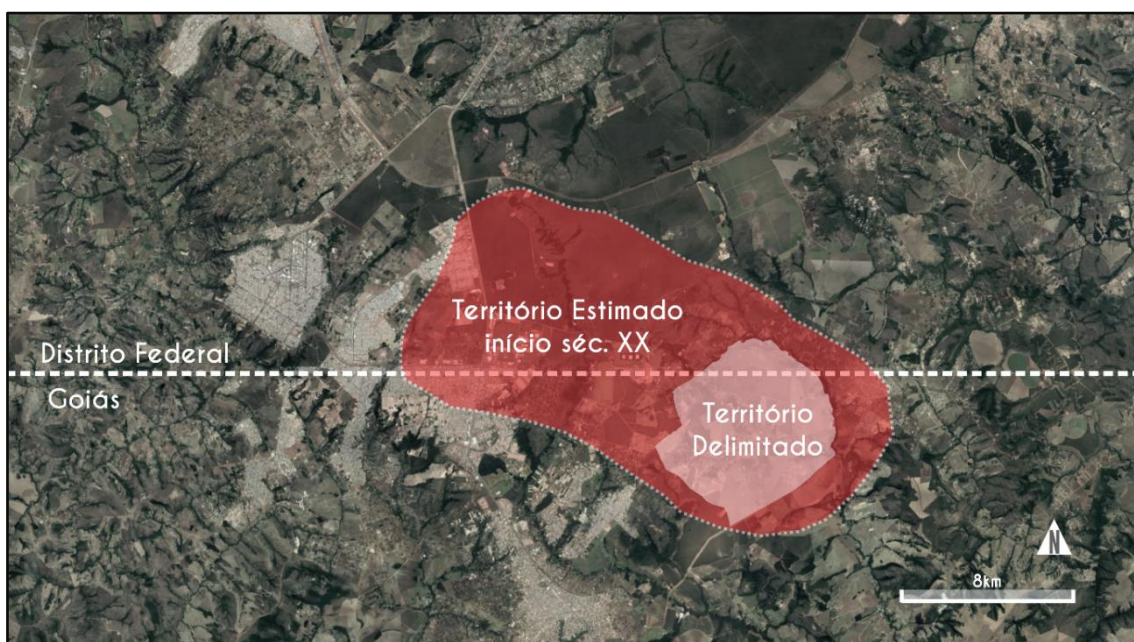 Território Estimado
início séc. XX
Distrito Federal
Goiás
Território
Delimitado
N
8km